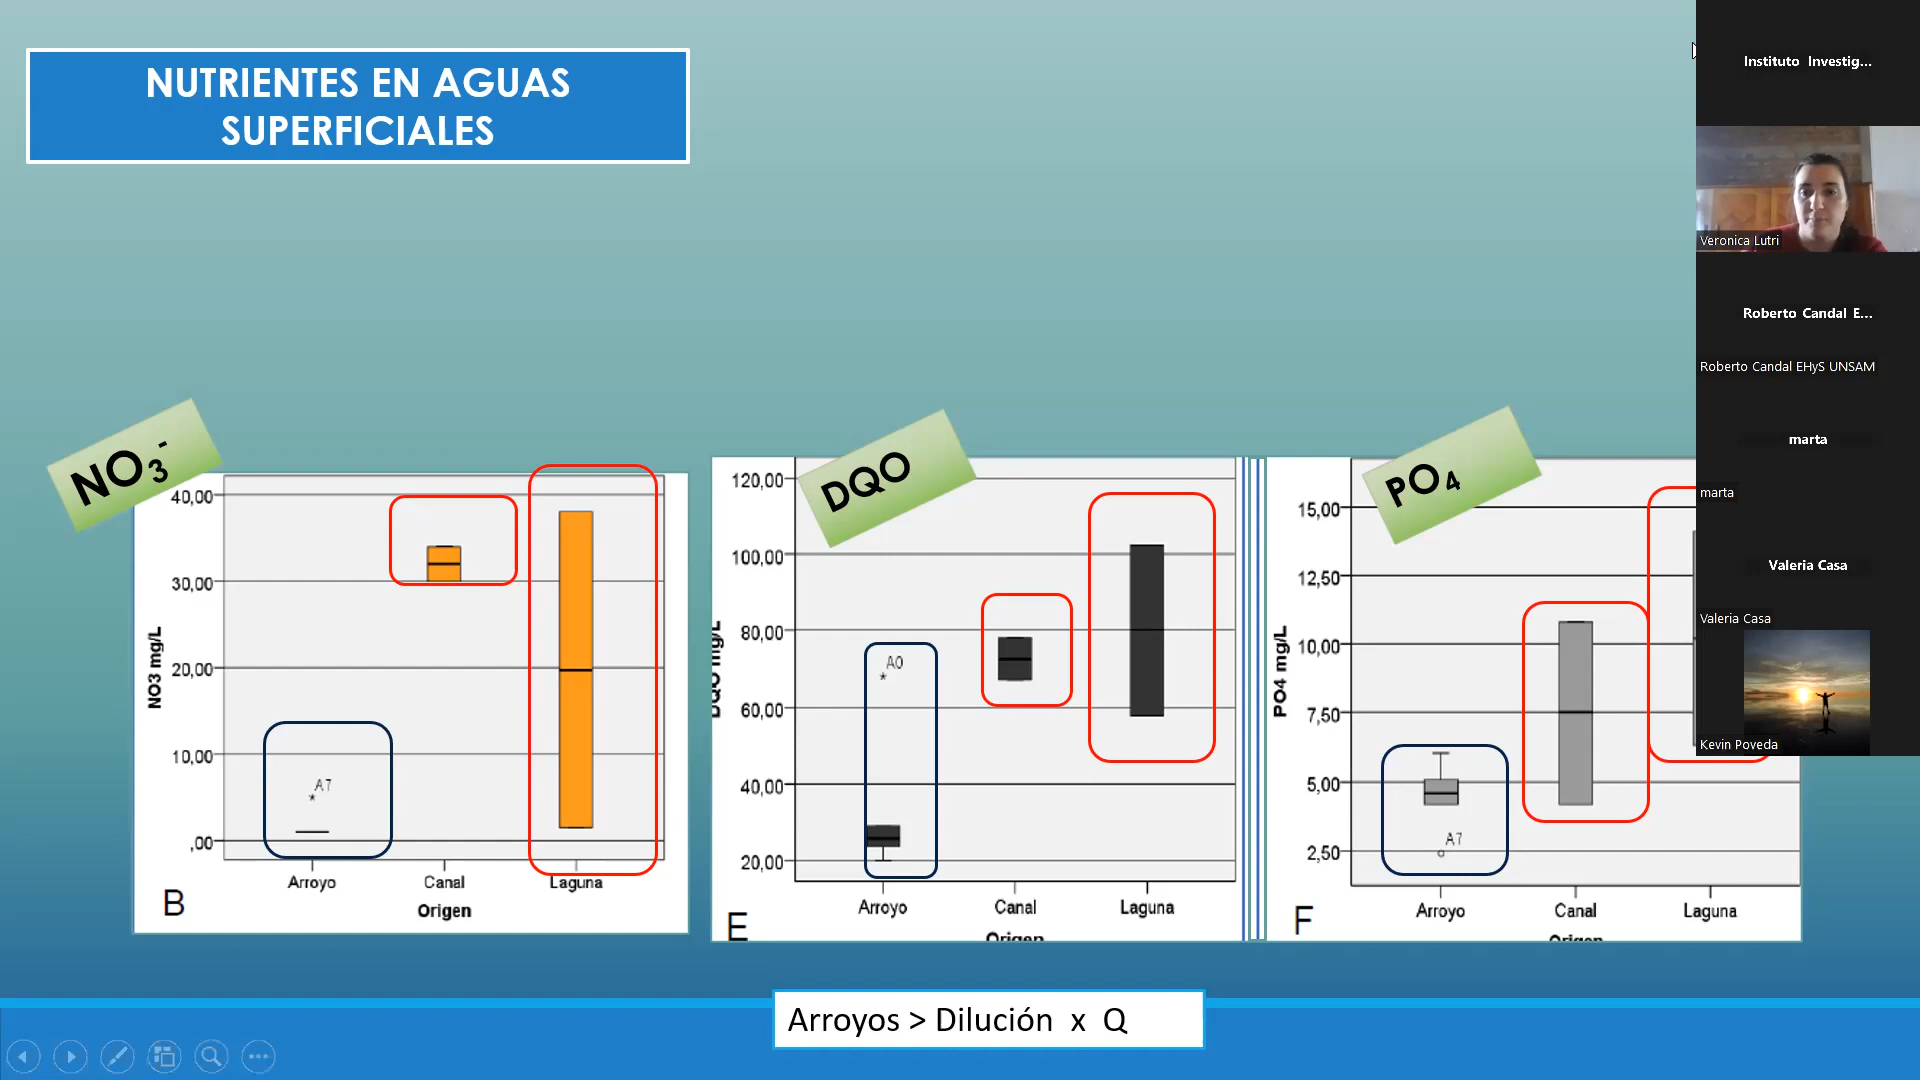 NUTRIENTES EN AGUAS
SUPERFICIALES
NO₃⁻
40,00
30,00
20,00
10,00
,00
NO3 mg/L
A7
Arroyo
Canal
Laguna
Origen
B
DQO
120,00
100,00
80,00
60,00
40,00
20,00
DQO mg/L
A0
Arroyo
Canal
Laguna
Origen
E
PO₄
15,00
12,50
10,00
7,50
5,00
2,50
PO4 mg/L
A7
Arroyo
Canal
Laguna
Origen
F
Arroyos > Dilución x Q
Instituto Investig...
Veronica Lutri
Roberto Candal E...
Roberto Candal EHyS UNSAM
marta
marta
Valeria Casa
Valeria Casa
Kevin Poveda